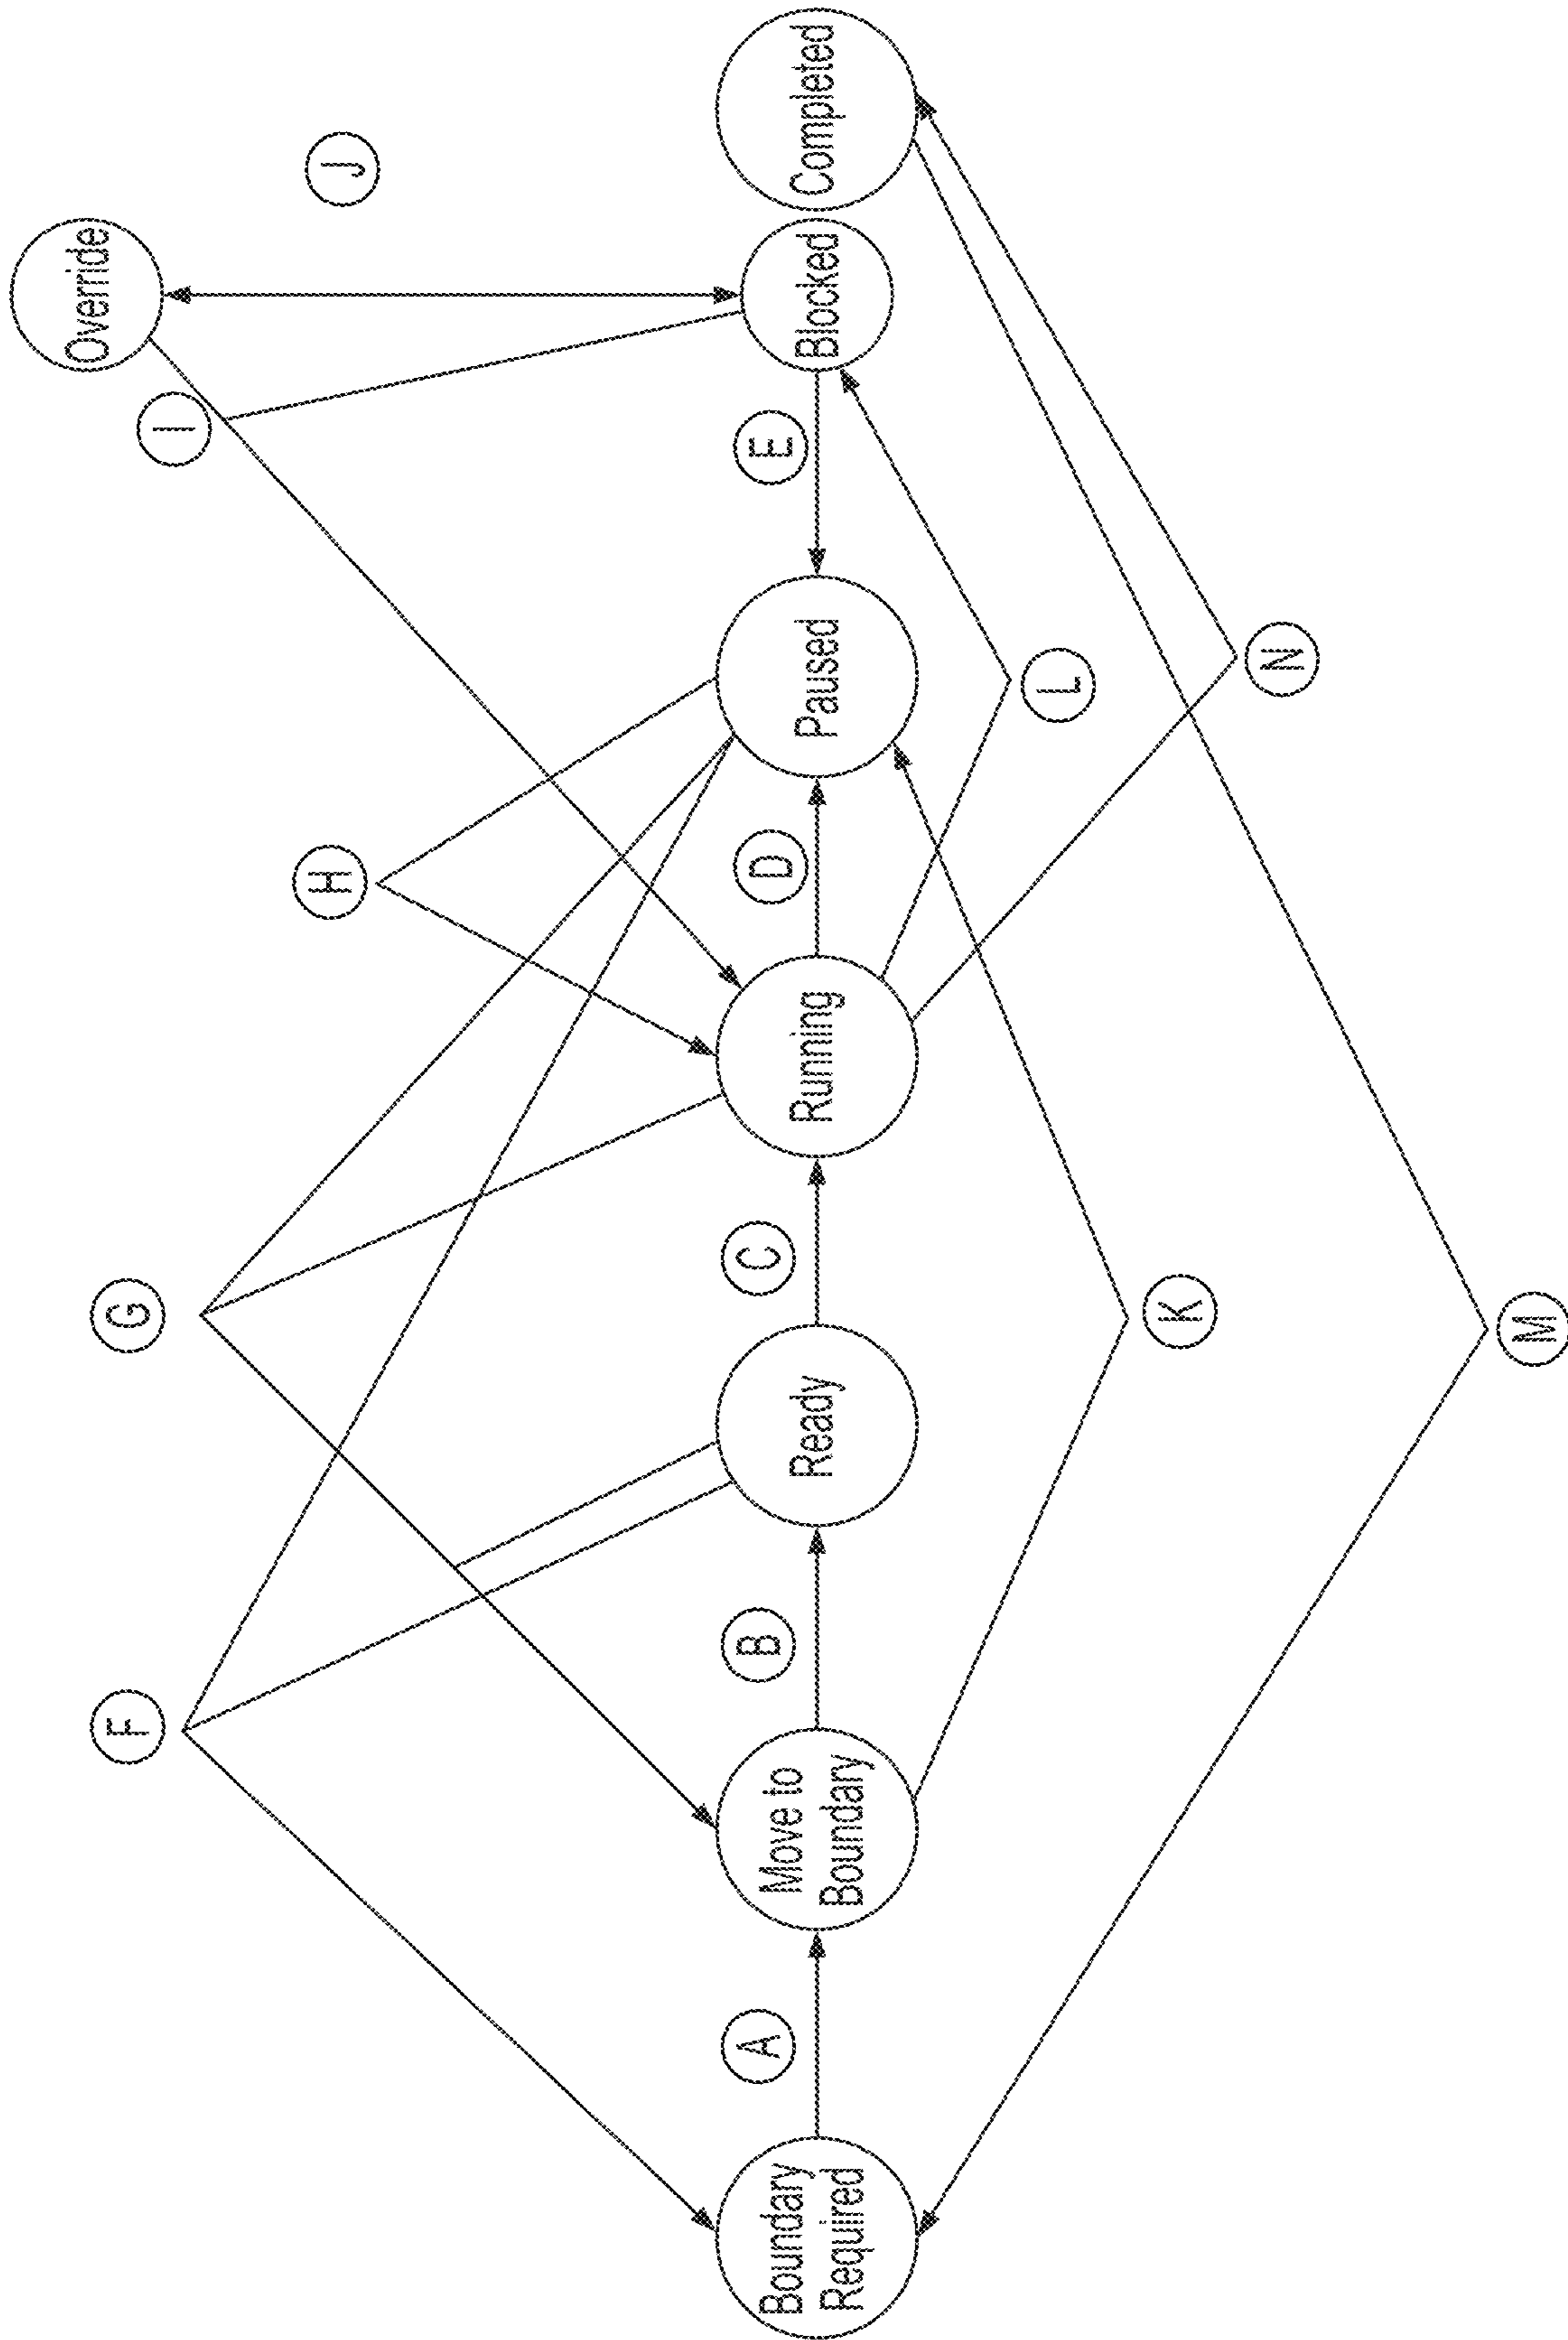 F
G
H
I
Override
J
A
B
C
D
E
Boundary
Required
Move to
Boundary
Ready
Running
Paused
Blocked
Completed
K
L
M
N